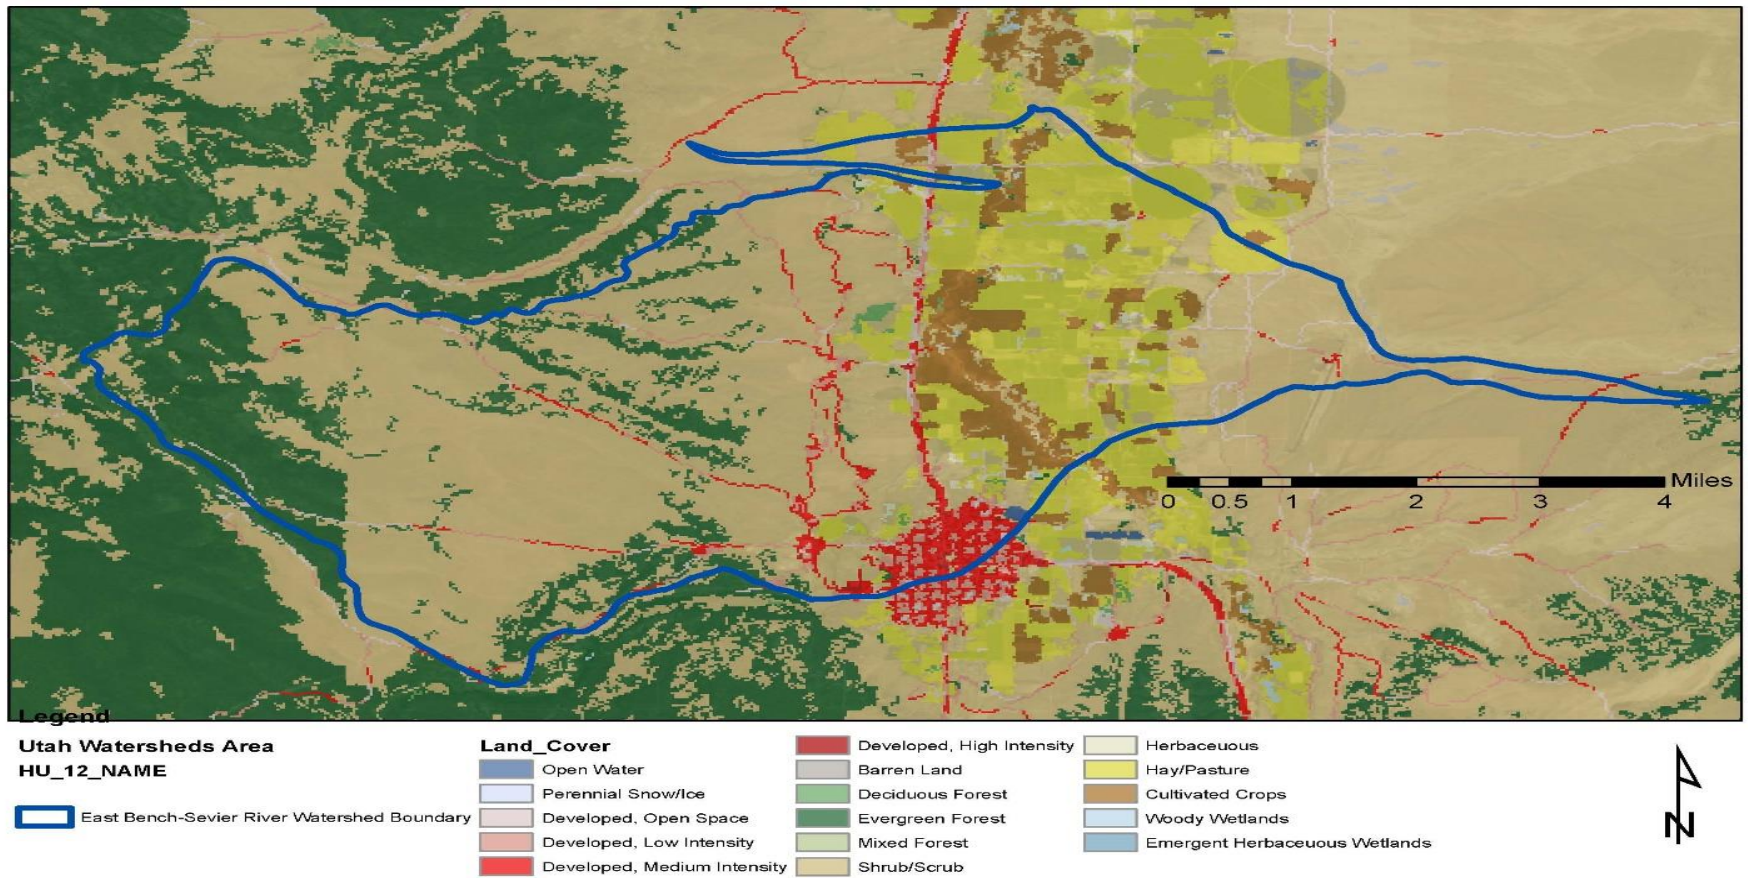 Miles
0 0.5 1 2 3 4
Legend
Utah Watersheds Area
HU_12_NAME
East Bench-Sevier River Watershed Boundary
Land_Cover
Open Water
Perennial Snow/Ice
Developed, Open Space
Developed, Low Intensity
Developed, Medium Intensity
Developed, High Intensity
Barren Land
Deciduous Forest
Evergreen Forest
Mixed Forest
Shrub/Scrub
Herbaceuous
Hay/Pasture
Cultivated Crops
Woody Wetlands
Emergent Herbaceuous Wetlands
N